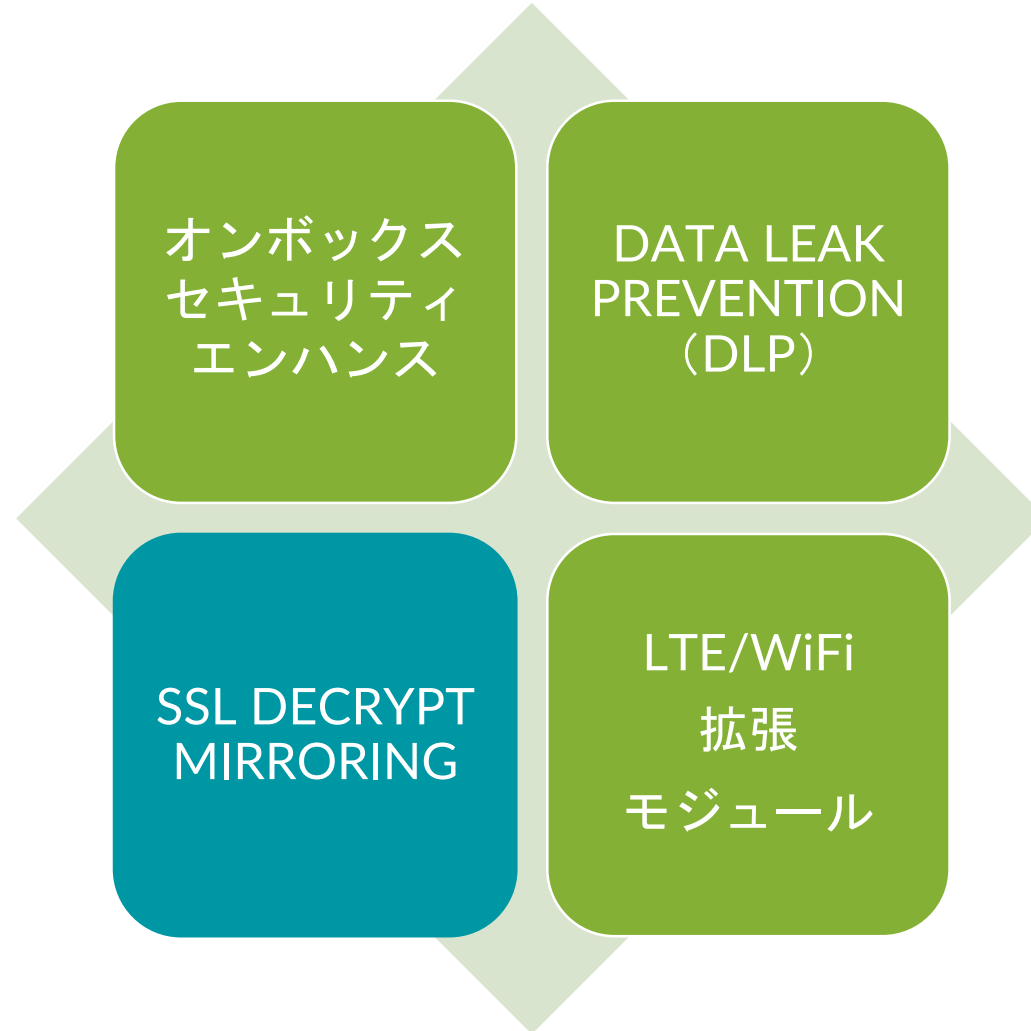 オンボックス
セキュリティ
エンハンス
DATA LEAK
PREVENTION
（DLP）
SSL DECRYPT
MIRRORING
LTE/WiFi
拡張
モジュール